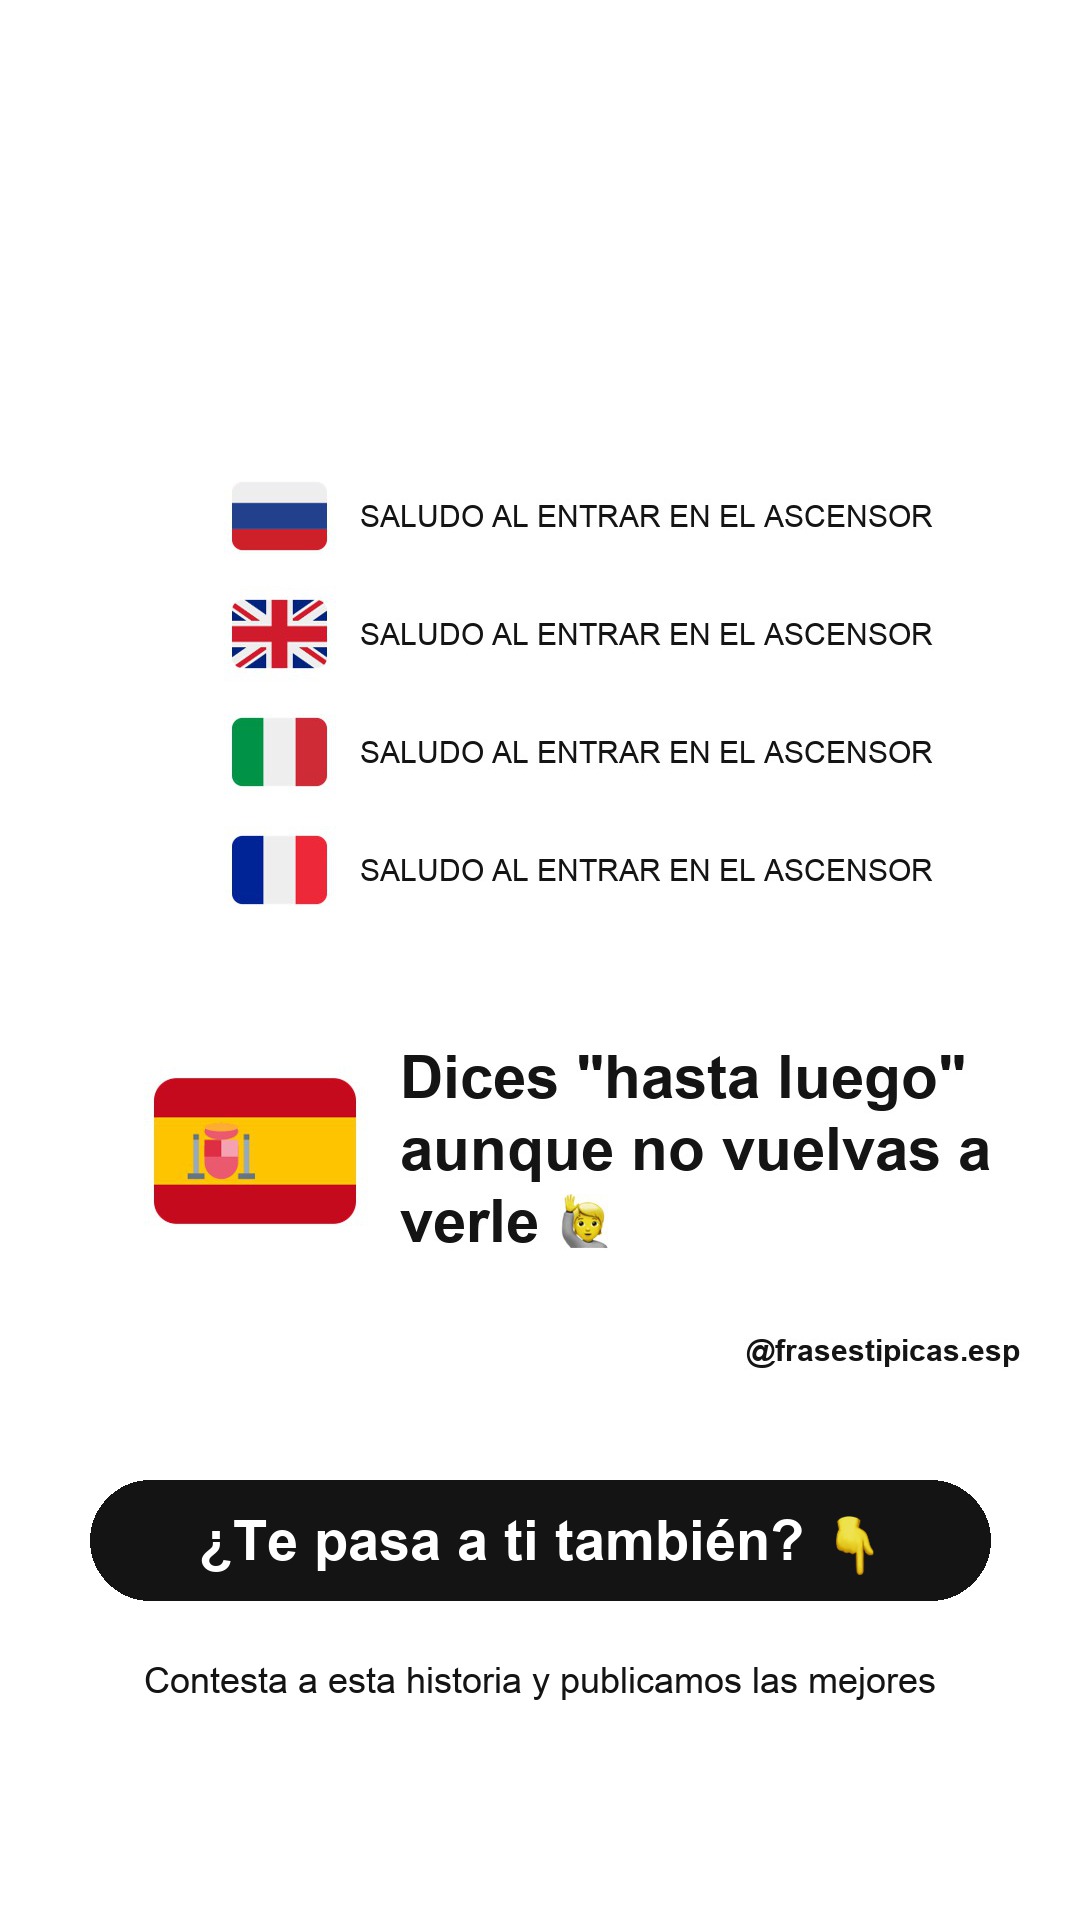 SALUDO AL ENTRAR EN EL ASCENSOR
SALUDO AL ENTRAR EN EL ASCENSOR
SALUDO AL ENTRAR EN EL ASCENSOR
SALUDO AL ENTRAR EN EL ASCENSOR
Dices "hasta luego"
aunque no vuelvas a
verle 🙋
@frasestipicas.esp
¿Te pasa a ti también? 👇
Contesta a esta historia y publicamos las mejores